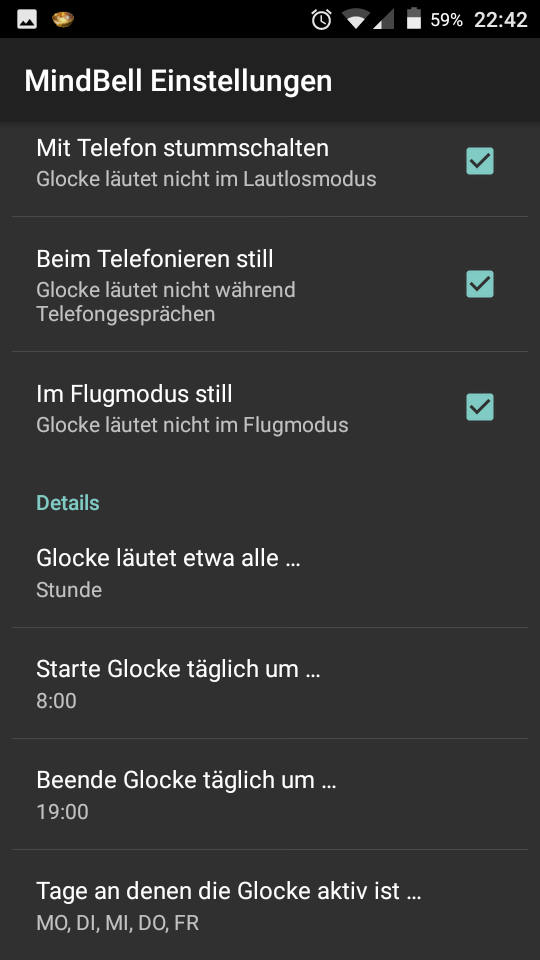 59% 22:42
MindBell Einstellungen
Mit Telefon stummschalten
Glocke läutet nicht im Lautlosmodus
Beim Telefonieren still
Glocke läutet nicht während
Telefongesprächen
Im Flugmodus still
Glocke läutet nicht im Flugmodus
Details
Glocke läutet etwa alle ...
Stunde
Starte Glocke täglich um ...
8:00
Beende Glocke täglich um ...
19:00
Tage an denen die Glocke aktiv ist ...
MO, DI, MI, DO, FR